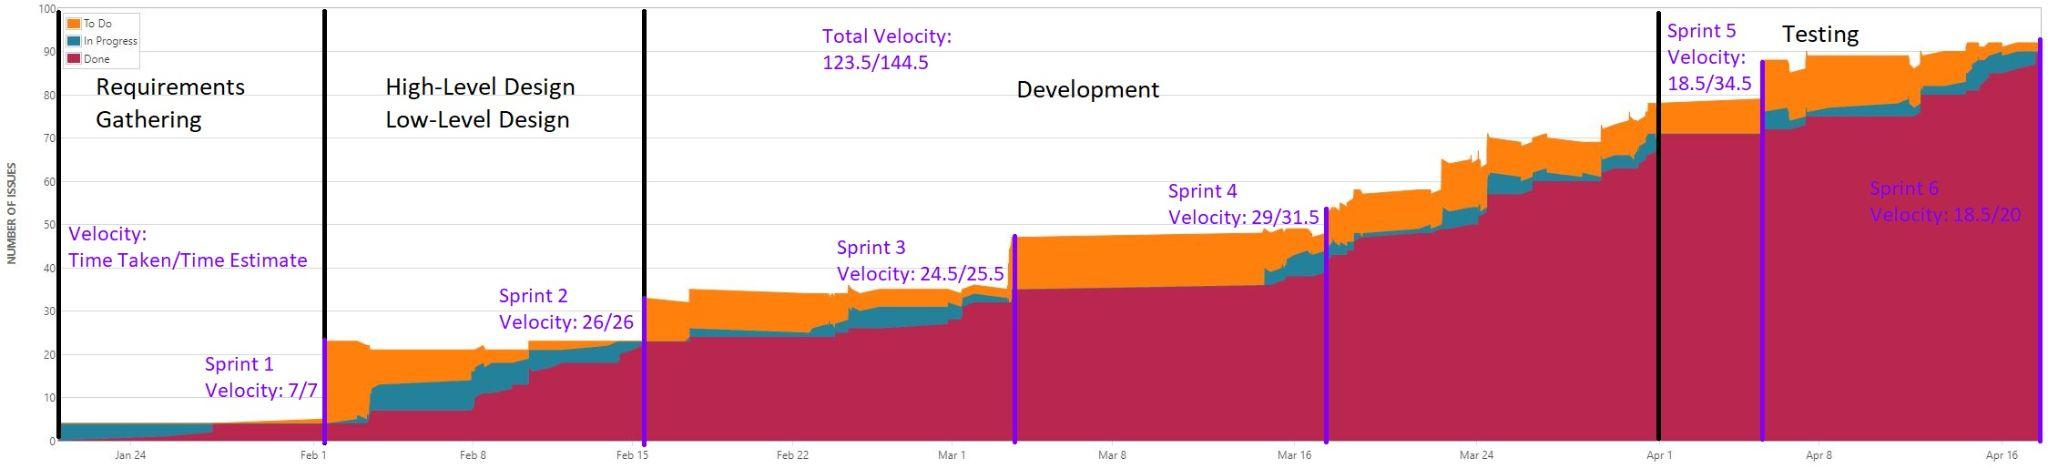 100
To Do
In Progress
Done
90
80
70
60
50
40
30
20
10
0
NUMBER OF ISSUES
Requirements
Gathering
High-Level Design
Low-Level Design
Total Velocity:
123.5/144.5
Development
Sprint 5
Velocity:
18.5/34.5
Testing
Velocity:
Time Taken/Time Estimate
Sprint 1
Velocity: 7/7
Sprint 2
Velocity: 26/26
Sprint 3
Velocity: 24.5/25.5
Sprint 4
Velocity: 29/31.5
Sprint 6
Velocity: 18.5/20
Jan 24
Feb 1
Feb 8
Feb 15
Feb 22
Mar 1
Mar 8
Mar 16
Mar 24
Apr 1
Apr 8
Apr 16